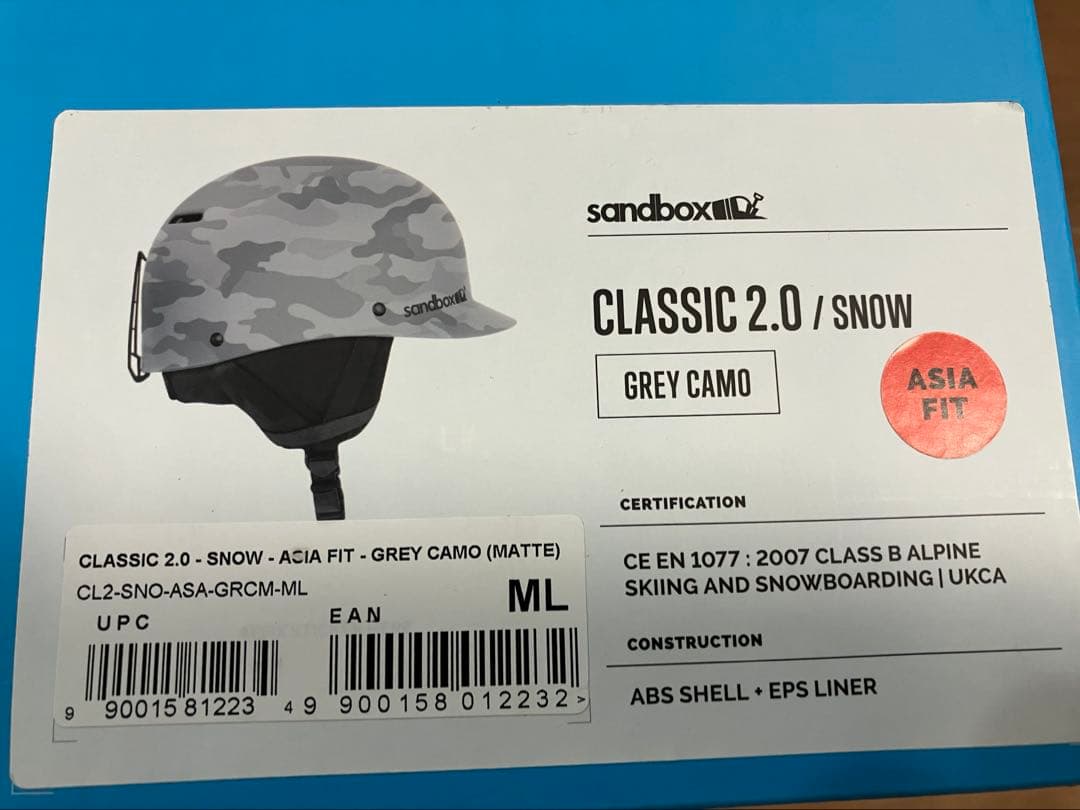 sandbox
sandbox
CLASSIC 2.0 / SNOW
GREY CAMO
ASIA
FIT
CERTIFICATION
CE EN 1077 : 2007 CLASS B ALPINE
SKIING AND SNOWBOARDING | UKCA
CONSTRUCTION
ABS SHELL + EPS LINER
CLASSIC 2.0 - SNOW - ASIA FIT - GREY CAMO (MATTE)
CL2-SNO-ASA-GRCM-ML
ML
UPC
EAN
9 90015 81223 4
9 900158 012232 >